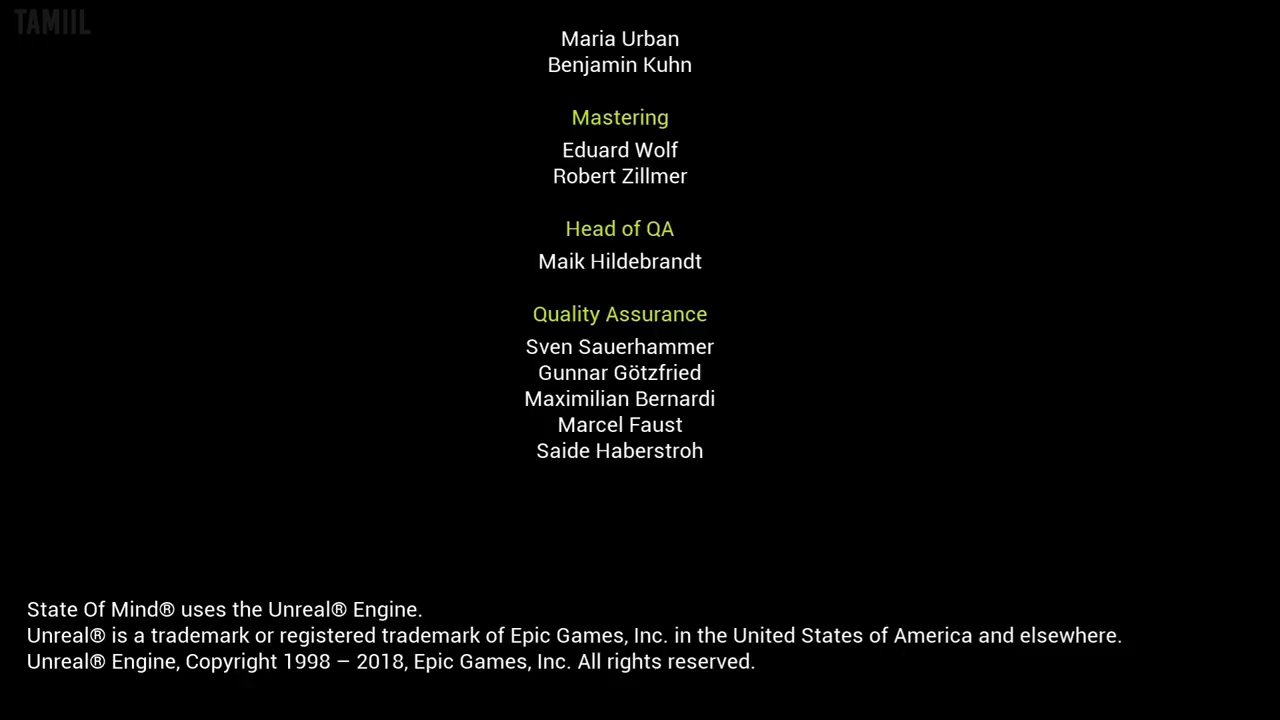 TAMIIL
Maria Urban
Benjamin Kuhn
Mastering
Eduard Wolf
Robert Zillmer
Head of QA
Maik Hildebrandt
Quality Assurance
Sven Sauerhammer
Gunnar Götzfried
Maximilian Bernardi
Marcel Faust
Saide Haberstroh
State Of Mind® uses the Unreal® Engine.
Unreal® is a trademark or registered trademark of Epic Games, Inc. in the United States of America and elsewhere.
Unreal® Engine, Copyright 1998 – 2018, Epic Games, Inc. All rights reserved.